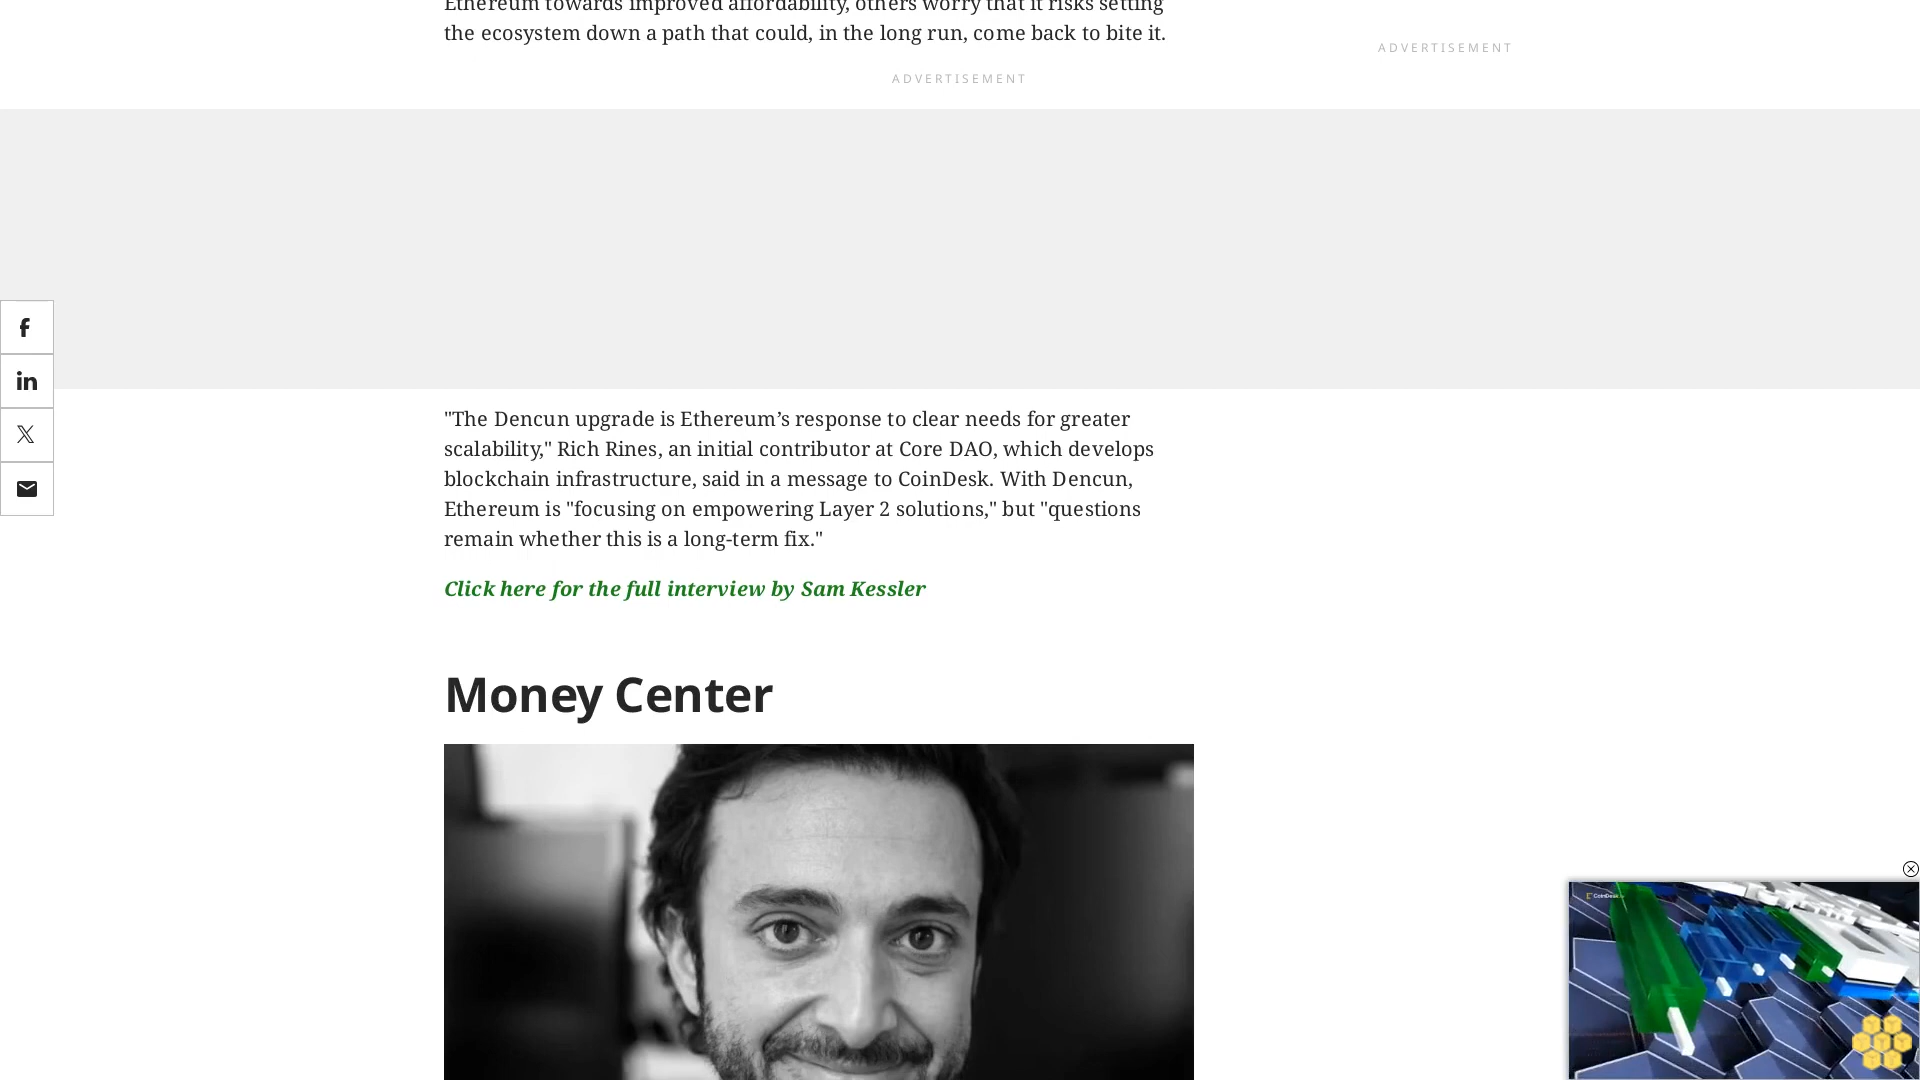 Ethereum towards improved affordability, others worry that it risks setting
the ecosystem down a path that could, in the long run, come back to bite it.
ADVERTISEMENT
ADVERTISEMENT
"The Dencun upgrade is Ethereum’s response to clear needs for greater
scalability," Rich Rines, an initial contributor at Core DAO, which develops
blockchain infrastructure, said in a message to CoinDesk. With Dencun,
Ethereum is "focusing on empowering Layer 2 solutions," but "questions
remain whether this is a long-term fix."
Click here for the full interview by Sam Kessler
Money Center
CoinDesk